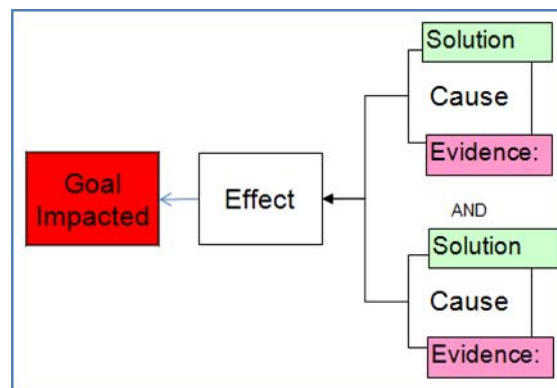 Goal
Impacted
Effect
Solution
Cause
Evidence:
AND
Solution
Cause
Evidence: